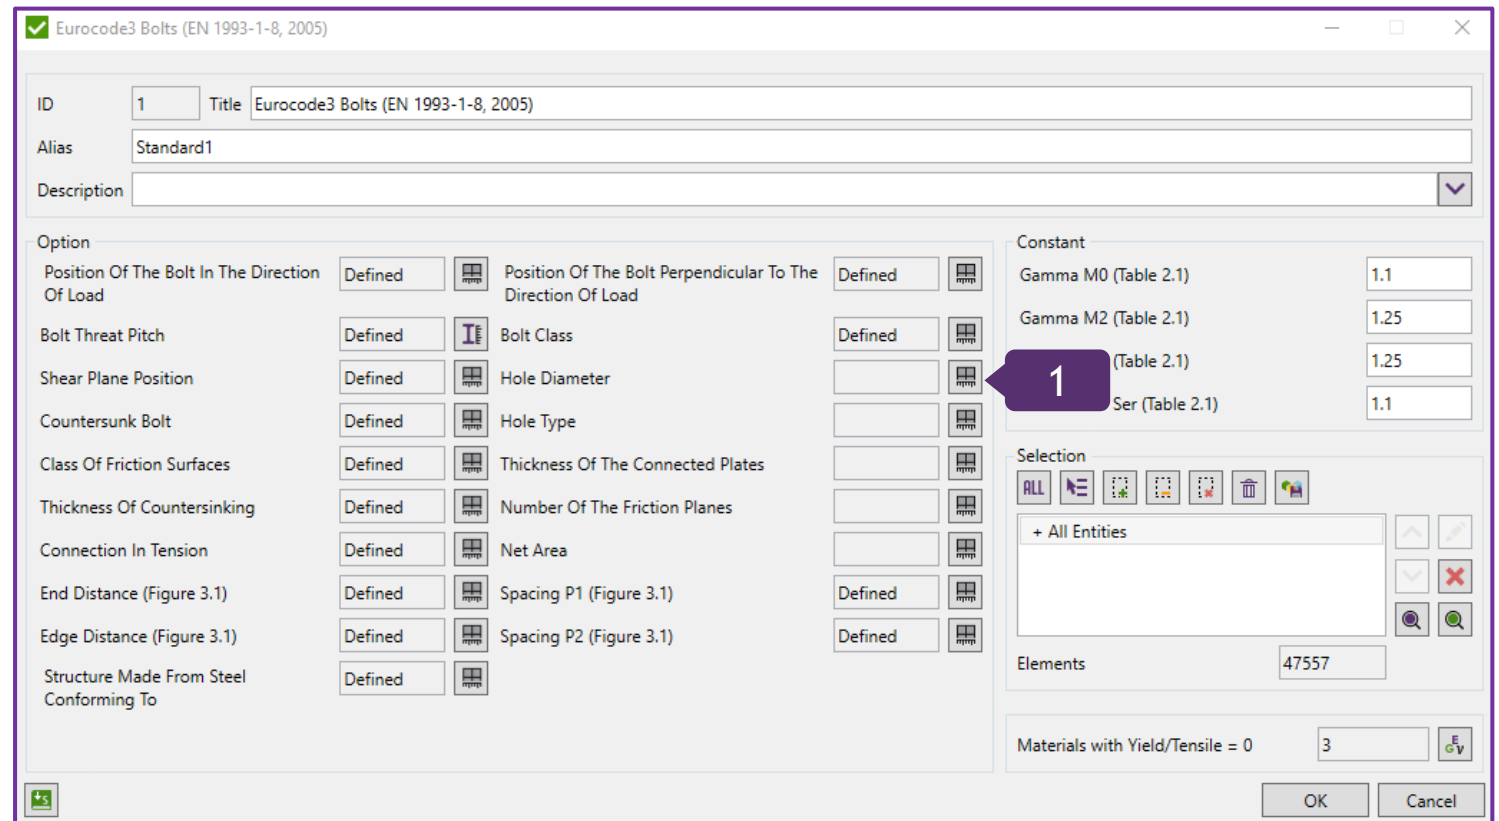 Eurocode3 Bolts (EN 1993-1-8, 2005)
ID 1 Title Eurocode3 Bolts (EN 1993-1-8, 2005)
Alias Standard1
Description
Option
Position Of The Bolt In The Direction
Of Load
Defined
Position Of The Bolt Perpendicular To The
Direction Of Load
Defined
Bolt Threat Pitch Defined Bolt Class Defined
Shear Plane Position Defined Hole Diameter
1
Countersunk Bolt Defined Hole Type
Class Of Friction Surfaces Defined Thickness Of The Connected Plates
Thickness Of Countersinking Defined Number Of The Friction Planes
Connection In Tension Defined Net Area
End Distance (Figure 3.1) Defined Spacing P1 (Figure 3.1) Defined
Edge Distance (Figure 3.1) Defined Spacing P2 (Figure 3.1) Defined
Structure Made From Steel
Conforming To
Defined
Constant
Gamma M0 (Table 2.1) 1.1
Gamma M2 (Table 2.1) 1.25
(Table 2.1) 1.25
Ser (Table 2.1) 1.1
Selection
ALL
+ All Entities
Elements 47557
Materials with Yield/Tensile = 0 3 E G V
S
OK Cancel